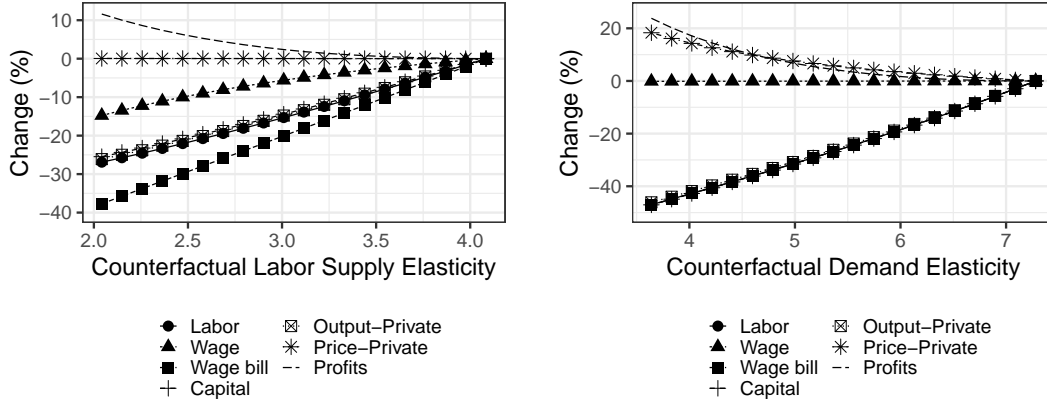 10
0
−10
−20
−30
−40
Change (%)
2.0 2.5 3.0 3.5 4.0
Counterfactual Labor Supply Elasticity
Labor
Wage
Wage bill
Capital
Output−Private
Price−Private
Profits
20
0
−20
−40
Change (%)
4 5 6 7
Counterfactual Demand Elasticity
Labor
Wage
Wage bill
Capital
Output−Private
Price−Private
Profits